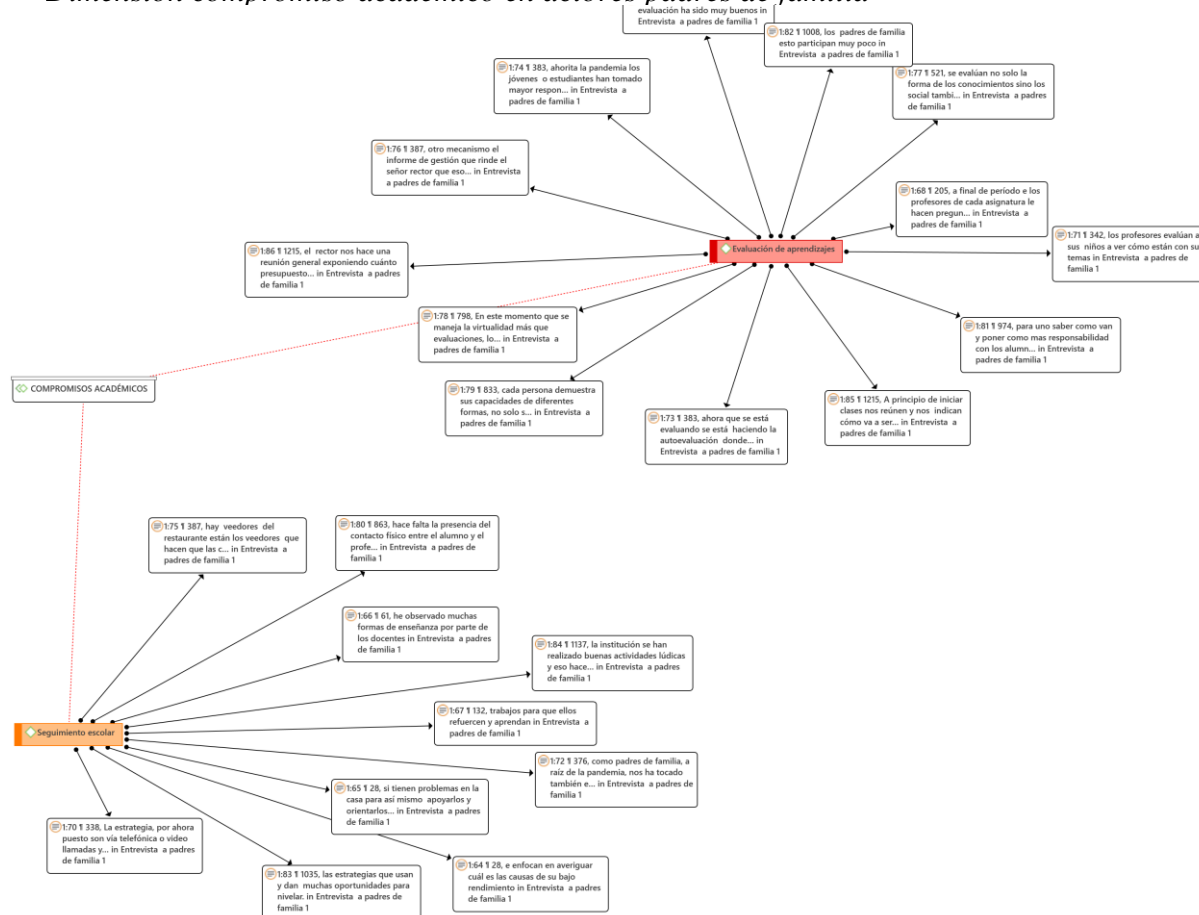 Dimensión compromiso académico en actores padres de familia
evaluación ha sido muy buenos in
Entrevista a padres de familia 1
1:82 ¶ 1008, los padres de familia
esto participan muy poco in
Entrevista a padres de familia 1
1:74 ¶ 383, ahorita la pandemia los
jóvenes o estudiantes han tomado
mayor respon... in Entrevista a
padres de familia 1
1:77 ¶ 521, se evalúan no solo la
forma de los conocimientos sino los
social tambi... in Entrevista a padres
de familia 1
1:76 ¶ 387, otro mecanismo el
informe de gestión que rinde el
señor rector que eso... in Entrevista
a padres de familia 1
1:68 ¶ 205, a final de período e los
profesores de cada asignatura le
hacen pregun... in Entrevista a
padres de familia 1
1:71 ¶ 342, los profesores evalúan a
sus niños a ver cómo están con su
temas in Entrevista a padres de
familia 1
1:86 ¶ 1215, el rector nos hace una
reunión general exponiendo cuánto
presupuesto... in Entrevista a padres
de familia 1
Evaluación de aprendizajes
1:78 ¶ 798, En este momento que se
maneja la virtualidad más que
evaluaciones, lo... in Entrevista a
padres de familia 1
1:81 ¶ 974, para uno saber como van
y poner como mas responsabilidad
con los alumn... in Entrevista a
padres de familia 1
COMPROMISOS ACADÉMICOS
1:79 ¶ 833, cada persona demuestra
sus capacidades de diferentes
formas, no solo s... in Entrevista a
padres de familia 1
1:73 ¶ 383, ahora que se está
evaluando se está haciendo la
autoevaluación donde... in
Entrevista a padres de familia 1
1:85 ¶ 1215, A principio de iniciar
clases nos reúnen y nos indican
cómo va a ser... in Entrevista a
padres de familia 1
1:75 ¶ 387, hay veedores del
restaurante están los veedores que
hacen que las c... in Entrevista a
padres de familia 1
1:80 ¶ 863, hace falta la presencia del
contacto físico entre el alumno y el
profe... in Entrevista a padres de
familia 1
1:66 ¶ 61, he observado muchas
formas de enseñanza por parte de
los docentes in Entrevista a padres
de familia 1
1:84 ¶ 1137, la institución se han
realizado buenas actividades lúdicas
y eso hace... in Entrevista a padres
de familia 1
1:67 ¶ 132, trabajos para que ellos
refuercen y aprendan in Entrevista a
padres de familia 1
Seguimiento escolar
1:72 ¶ 376, como padres de familia, a
raíz de la pandemia, nos ha tocado
también e... in Entrevista a padres de
familia 1
1:65 ¶ 28, si tienen problemas en la
casa para así mismo apoyarlos y
orientarlos... in Entrevista a padres
de familia 1
1:70 ¶ 338, La estrategia, por ahora
puesto son vía telefónica o video
llamadas y... in Entrevista a padres
de familia 1
1:83 ¶ 1035, las estrategias que usan
y dan muchas oportunidades para
nivelar. in Entrevista a padres de
familia 1
1:64 ¶ 28, e enfocan en averiguar
cuál es las causas de su bajo
rendimiento in Entrevista a padres
de familia 1